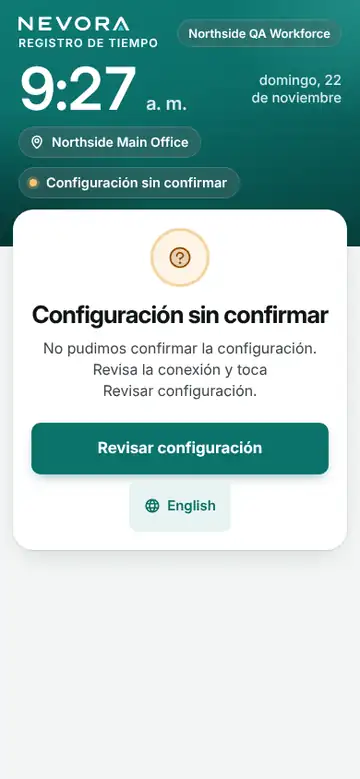 NEVORA
REGISTRO DE TIEMPO
Northside QA Workforce
9:27 a. m.
domingo, 22
de noviembre
Northside Main Office
Configuración sin confirmar
Configuración sin confirmar
No pudimos confirmar la configuración.
Revisa la conexión y toca
Revisar configuración.
Revisar configuración
English